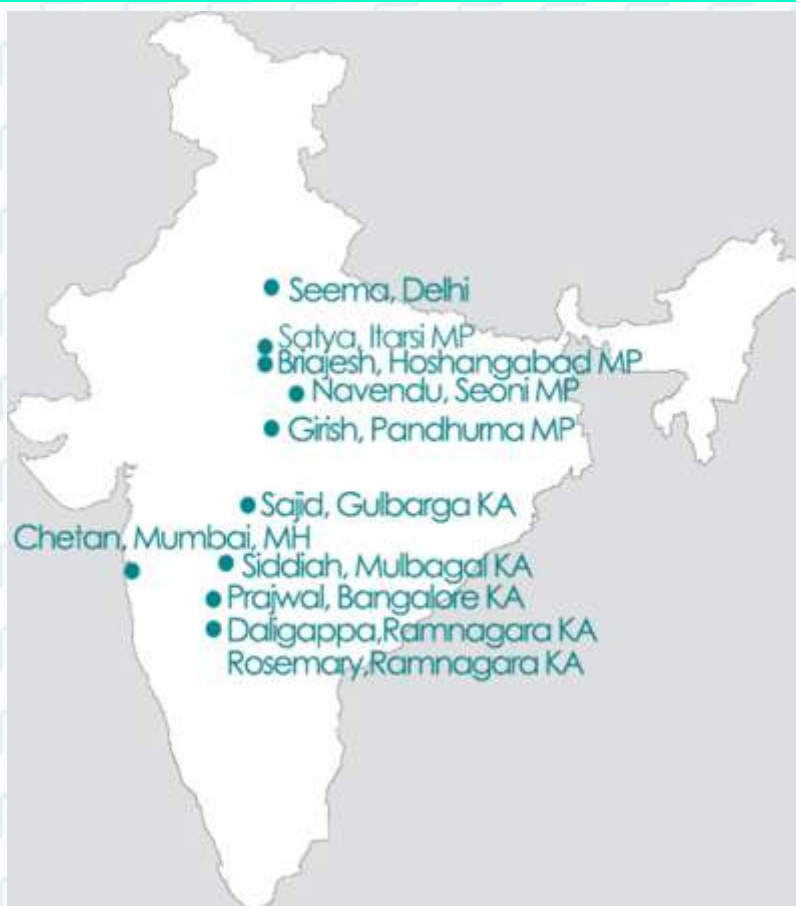 Seema, Delhi
Satya, Itarsi MP
Briajesh, Hoshangabad MP
Navendu, Seoni MP
Girish, Pandhurna MP
Sajid, Gulbarga KA
Chetan, Mumbai, MH
Siddiah, Mulbagal KA
Prajwal, Bangalore KA
Daligappa,Ramnagara KA
Rosemary,Ramnagara KA